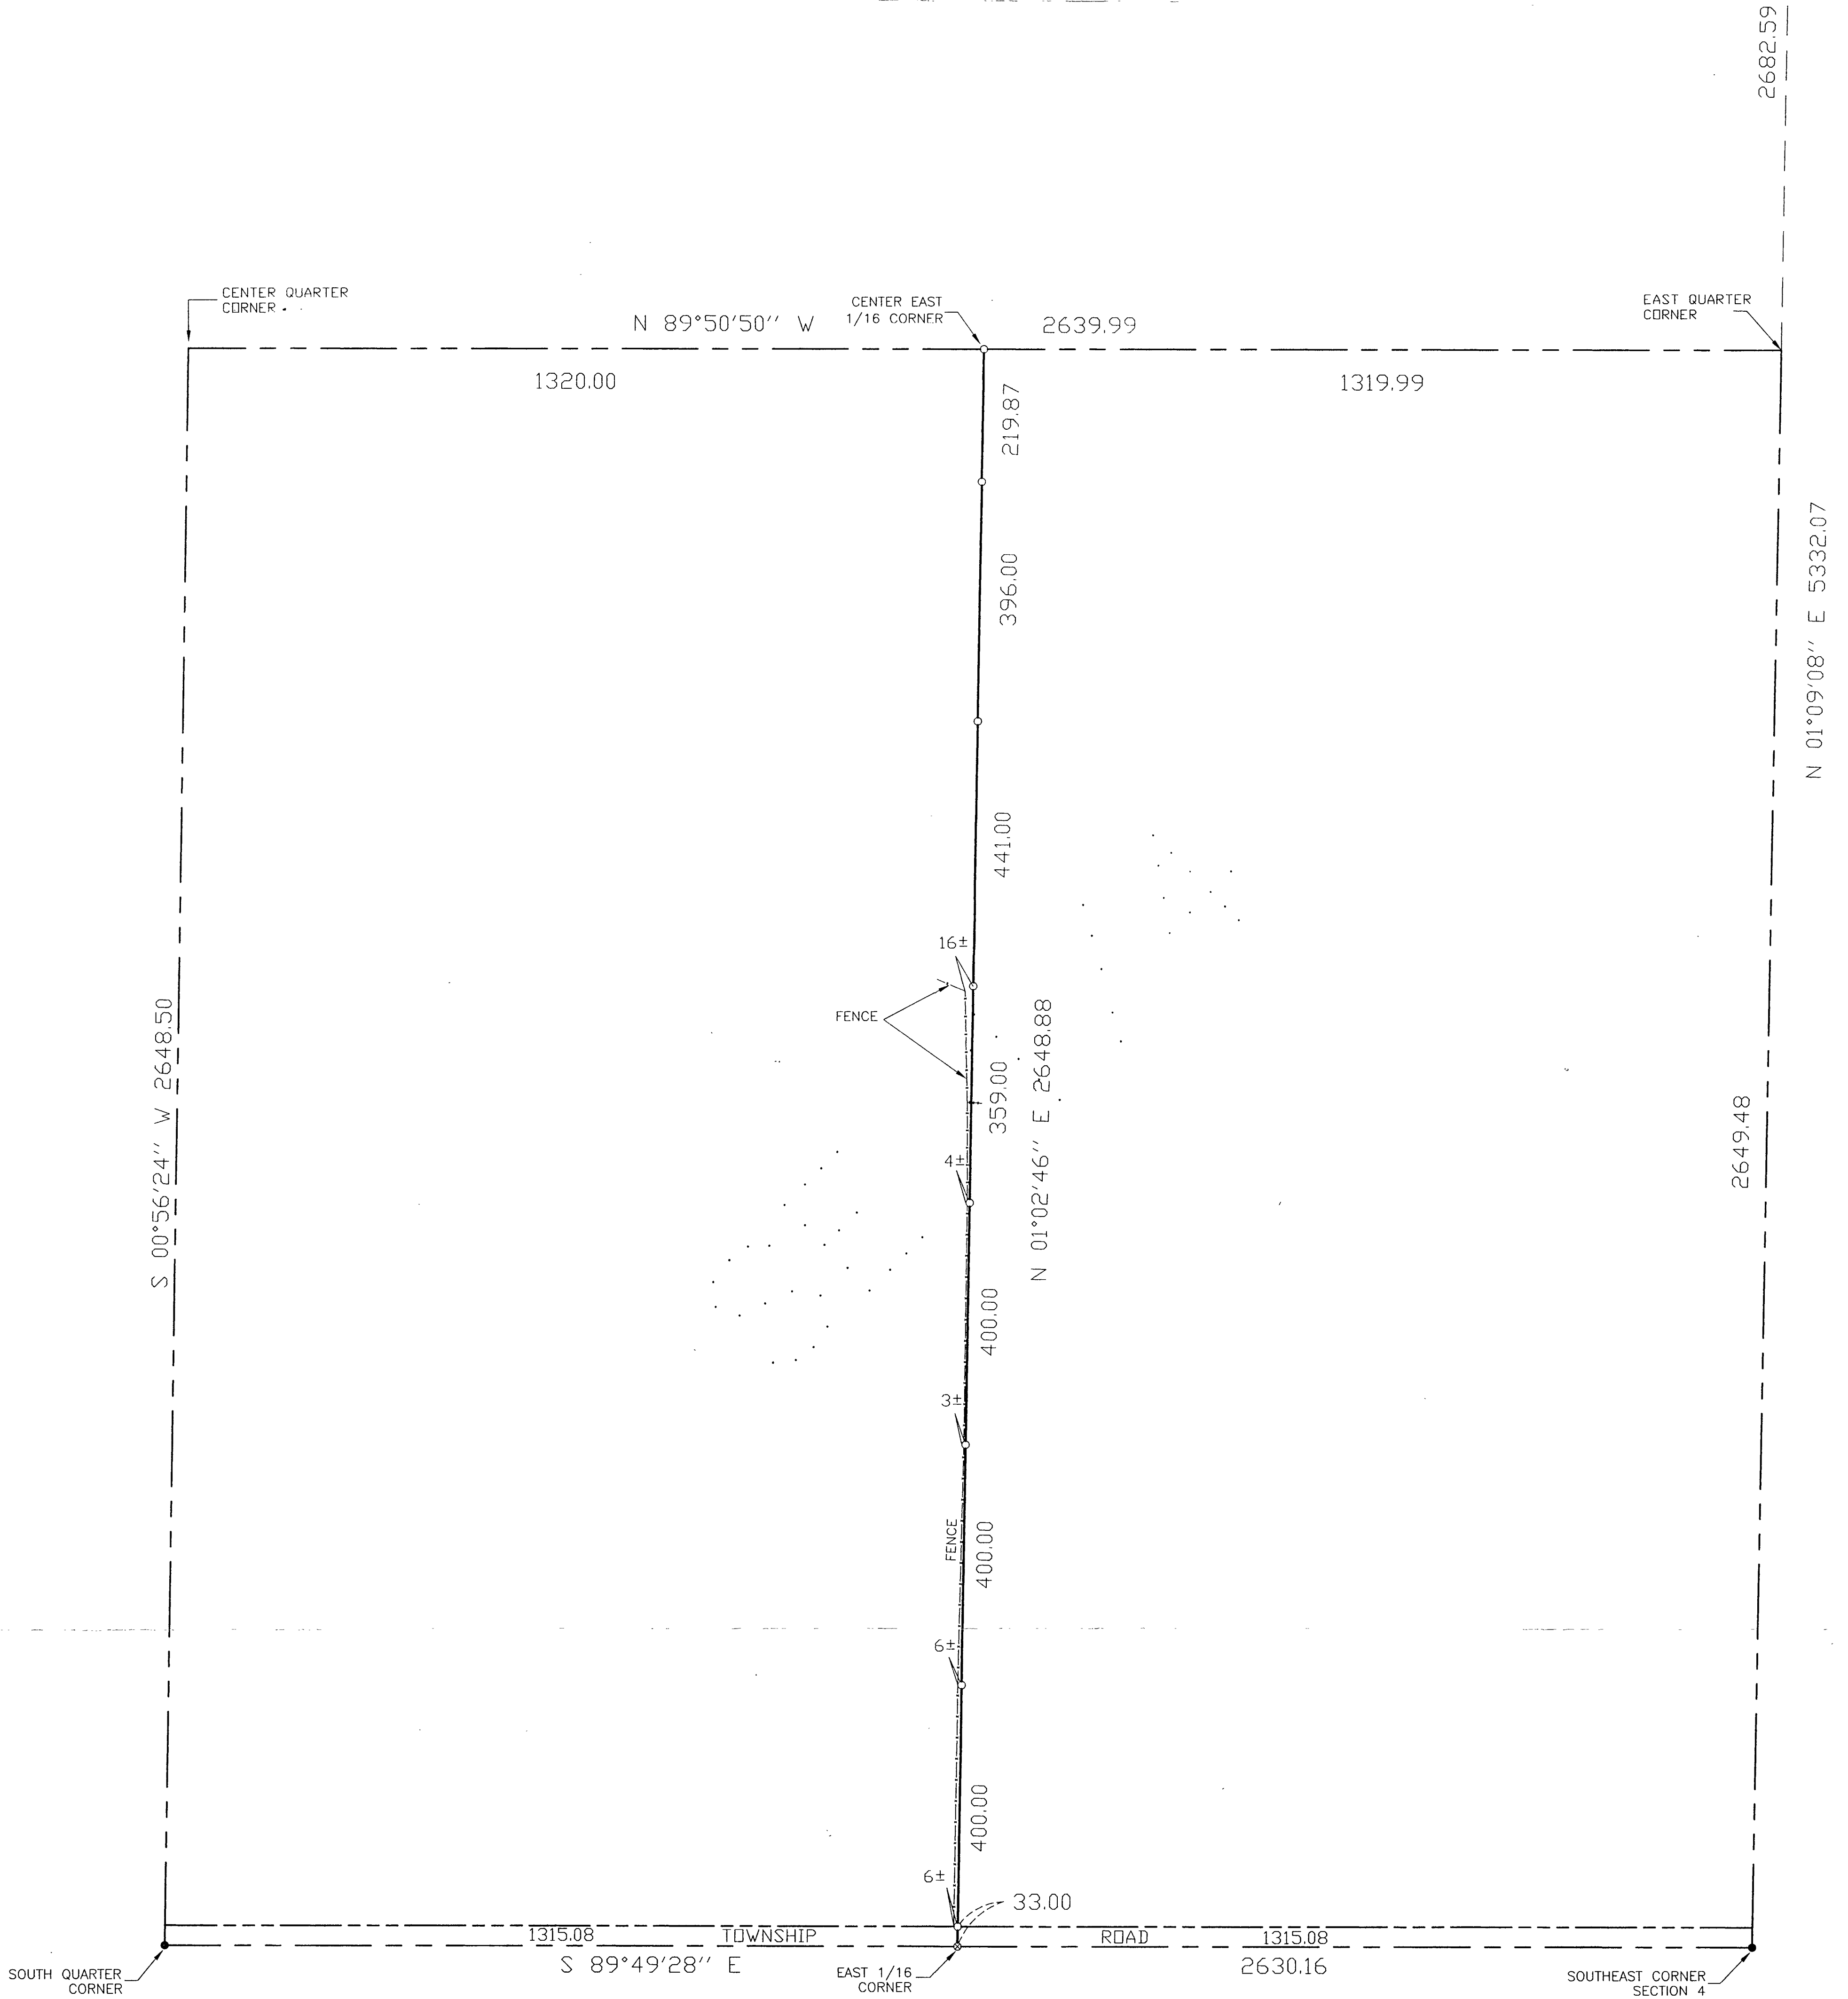 2682.59
CENTER QUARTER
CORNER
N 89°50'50'' W
CENTER EAST
1/16 CORNER
2639.99
EAST QUARTER
CORNER
1320.00
1319.99
219.87
396.00
N 01°09'08'' E 5332.07
441.00
16±
FENCE
S 00°56'24'' W 2648.50
359.00
N 01°02'46'' E 2648.88
2649.48
4±
400.00
3±
FENCE
400.00
6±
400.00
6±
33.00
1315.08
TOWNSHIP
ROAD
1315.08
S 89°49'28'' E
2630.16
SOUTH QUARTER
CORNER
EAST 1/16
CORNER
SOUTHEAST CORNER
SECTION 4